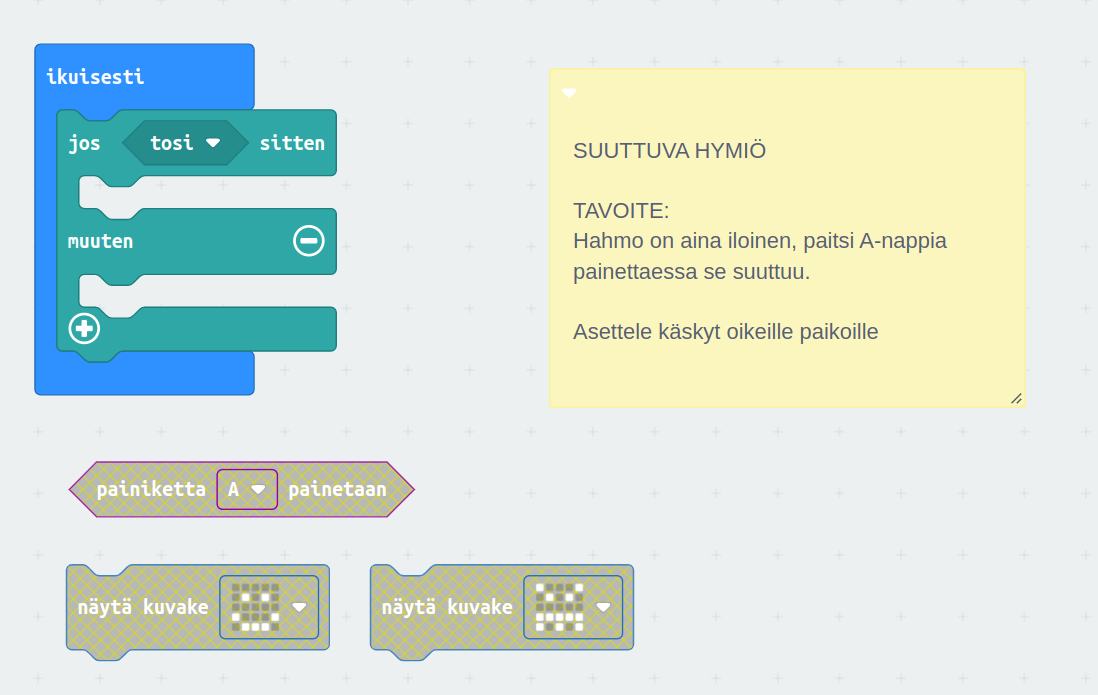 ikuisesti
jos tosi sitten
muuten
SUUTTUVA HYMIÖ
TAVOITE:
Hahmo on aina iloinen, paitsi A-nappia
painettaessa se suuttuu.
Asettele käskyt oikeille paikoille
painiketta A painetaan
näytä kuvake
näytä kuvake